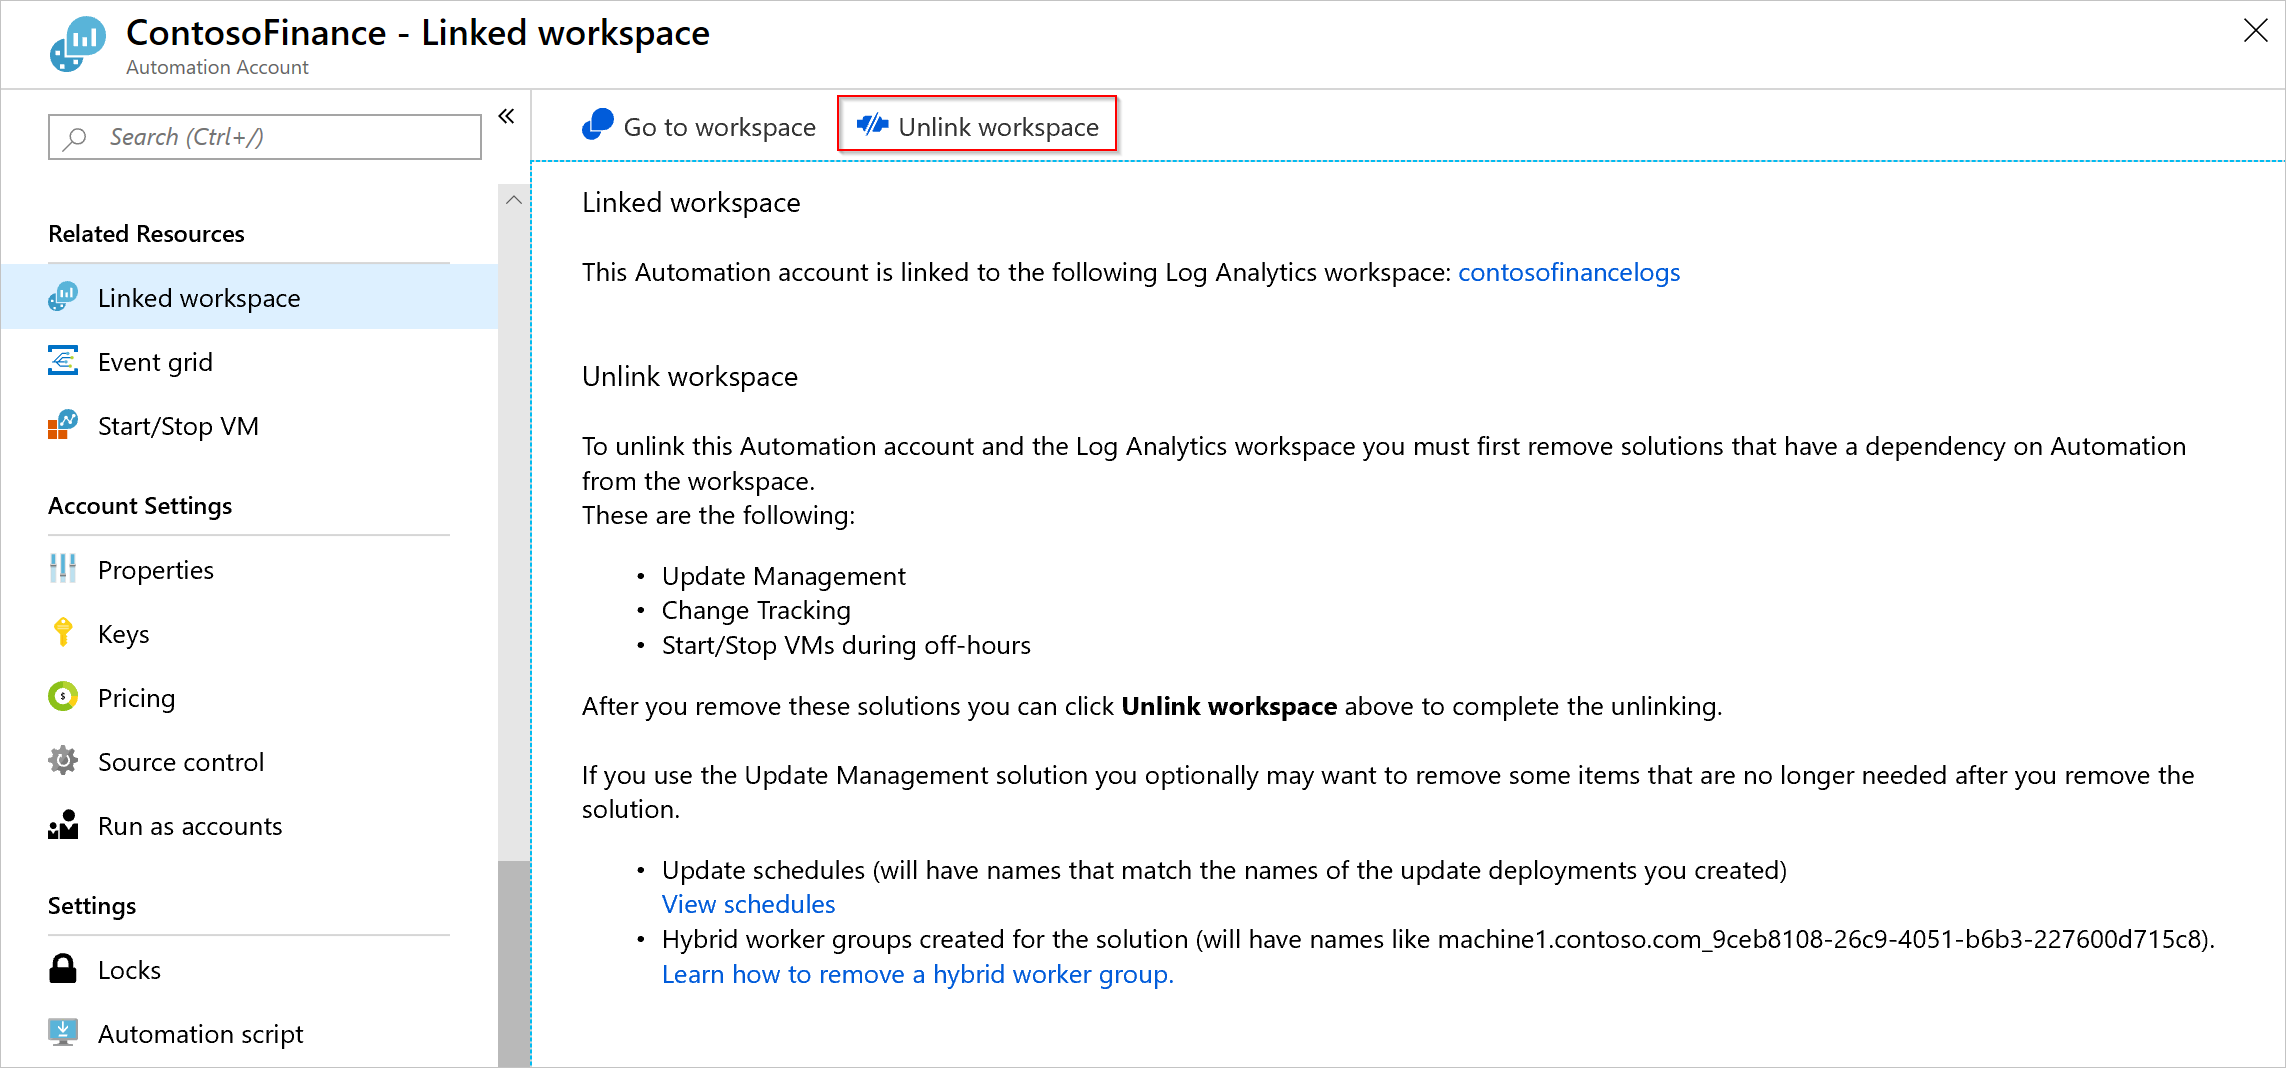 ContosoFinance - Linked workspace
Automation Account
Search (Ctrl+/)
Related Resources
Linked workspace
Event grid
Start/Stop VM
Account Settings
Properties
Keys
Pricing
Source control
Run as accounts
Settings
Locks
Automation script
Go to workspace
Unlink workspace
Linked workspace
This Automation account is linked to the following Log Analytics workspace: contosofinancelogs
Unlink workspace
To unlink this Automation account and the Log Analytics workspace you must first remove solutions that have a dependency on Automation
from the workspace.
These are the following:
• Update Management
• Change Tracking
• Start/Stop VMs during off-hours
After you remove these solutions you can click Unlink workspace above to complete the unlinking.
If you use the Update Management solution you optionally may want to remove some items that are no longer needed after you remove the
solution.
• Update schedules (will have names that match the names of the update deployments you created)
View schedules
• Hybrid worker groups created for the solution (will have names like machine1.contoso.com_9ceb8108-26c9-4051-b6b3-227600d715c8).
Learn how to remove a hybrid worker group.